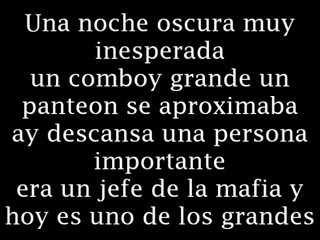 Una noche oscura muy
inesperada
un comboy grande un
panteon se aproximaba
ay descansa una persona
importante
era un jefe de la mafia y
hoy es uno de los grandes